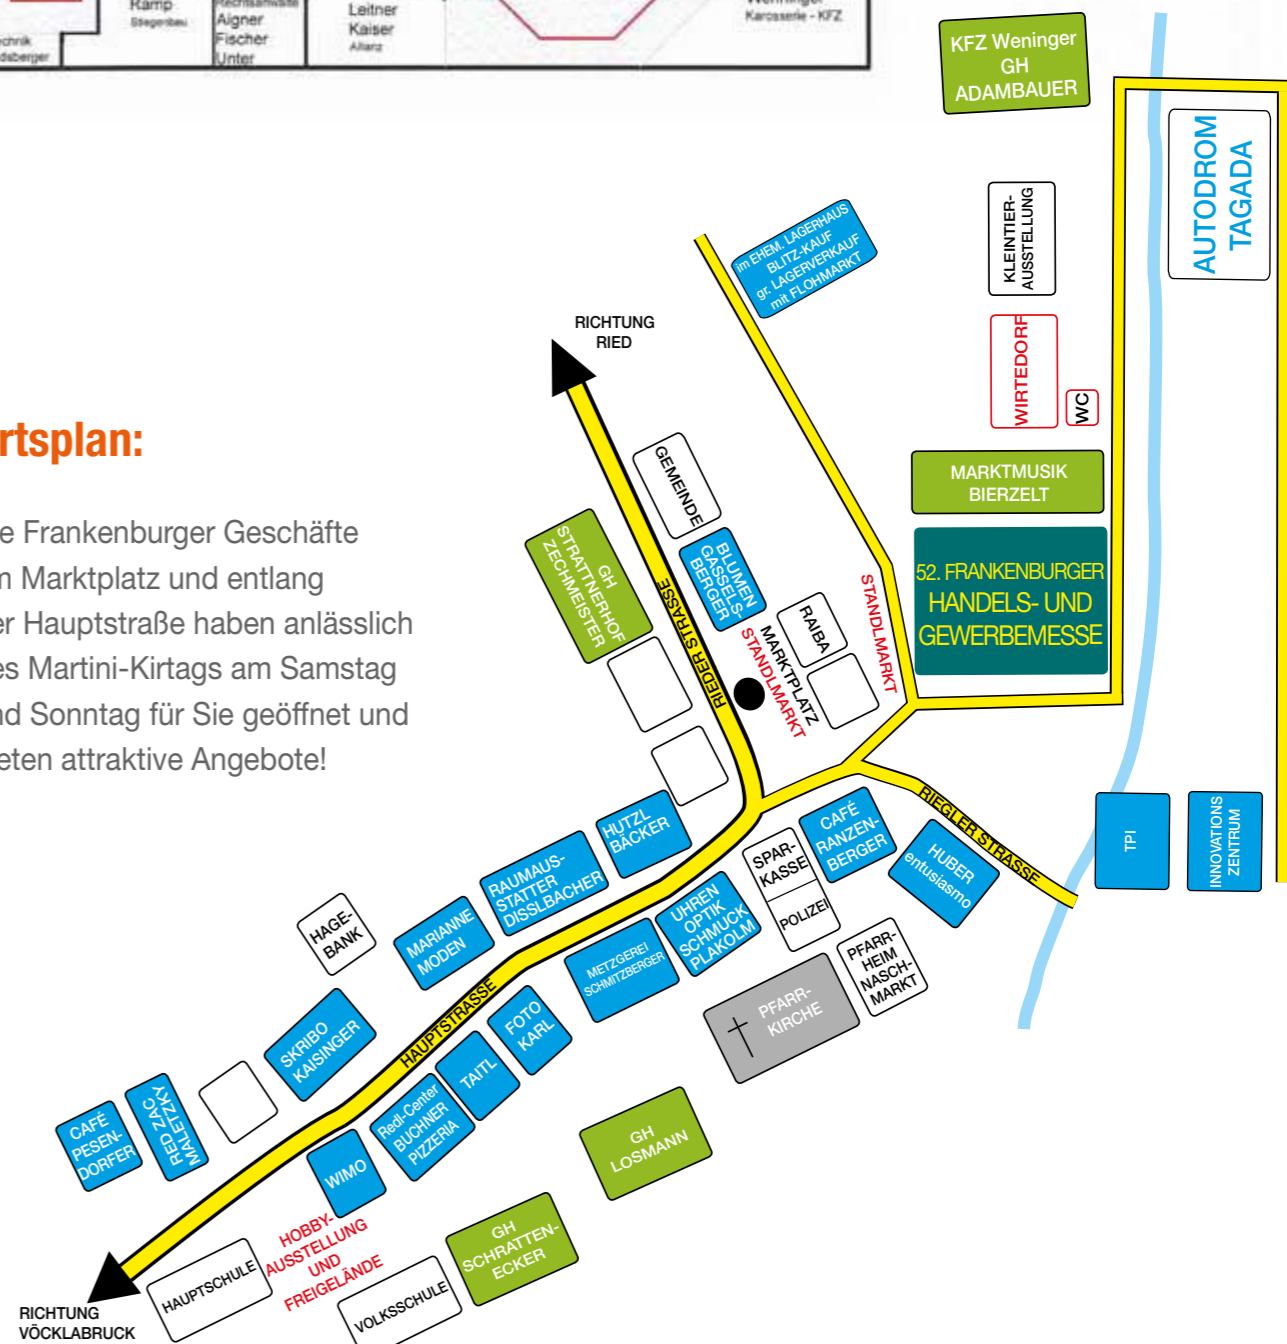 Ramp
Stiegenbau
Rechtsanwälte
Aigner
Fischer
Unter
Leitner
Kaiser
Allianz
Karosserie - KFZ
KFZ Weninger
GH
ADAMBAUER
AUTODROM
TAGADA
KLEINTIER-
AUSSTELLUNG
im EHEM. LAGERHAUS
BLITZ-KAUF
gr. LAGERVERKAUF
mit FLOHMARKT
RICHTUNG
RIED
WIRTEDORF
WC
rtsplan:
e Frankenburger Geschäfte
m Marktplatz und entlang
er Hauptstraße haben anlässlich
es Martini-Kirtags am Samstag
nd Sonntag für Sie geöffnet und
eten attraktive Angebote!
GEMEINDE
MARKTMUSIK
BIERZELT
GH
STRATTNERHOF
ZECHMEISTER
BLUMEN
GASSELS-
BERGER
RIEDER STRASSE
RAIBA
MARKTPLATZ
STANDLMARKT
STANDLMARKT
52. FRANKENBURGER
HANDELS- UND
GEWERBEMESSE
HUTZL
BÄCKER
RAUMAUS-
STATTER
DISSLBACHER
MARIANNE
MODEN
HAGE-
BANK
SPAR-
KASSE
POLIZEI
CAFÉ
RANZEN-
BERGER
RIEGLER STRASSE
HUBER
entusiasmo
TPI
INNOVATIONS
ZENTRUM
UHREN
OPTIK
SCHMUCK
PLAKOLM
METZGEREI
SCHMITZBERGER
PFARR-
HEIM
NASCH-
MARKT
PFARR-
KIRCHE
HAUPTSTRASSE
FOTO
KARL
TAITL
SKRIBO
KAISINGER
Redl-Center
BUCHNER
PIZZERIA
WIMO
RED ZAC
MALETZKY
CAFÉ
PESEN-
DORFER
GH
LOSMANN
GH
SCHRATTEN-
ECKER
HOBBY-
AUSSTELLUNG
UND
FREIGELÄNDE
HAUPTSCHULE
VOLKSSCHULE
RICHTUNG
VÖCKLABRUCK